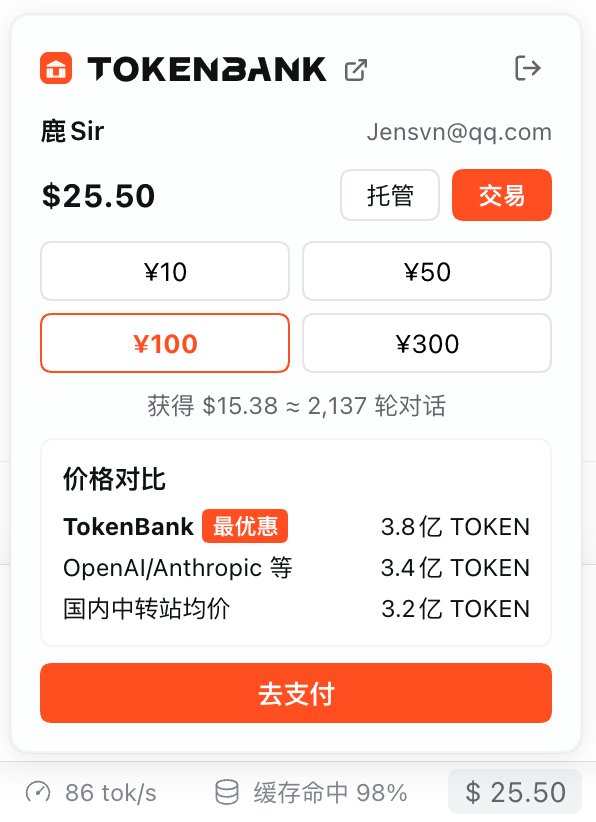 TOKENBANK
鹿Sir Jensvn@qq.com
$25.50 托管 交易
¥10 ¥50
¥100 ¥300
获得 $15.38 ≈ 2,137 轮对话
价格对比
TokenBank 最优惠 3.8亿 TOKEN
OpenAI/Anthropic 等 3.4亿 TOKEN
国内中转站均价 3.2亿 TOKEN
去支付
86 tok/s 缓存命中 98% $ 25.50